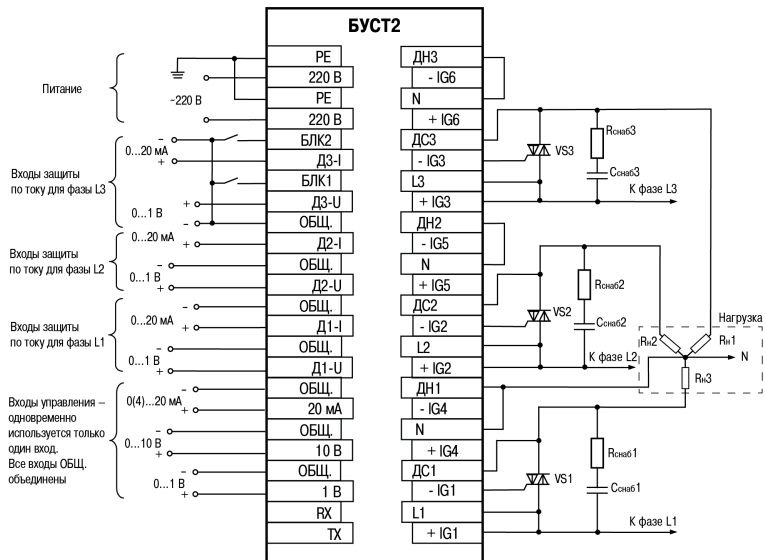 БУСТ2
Питание
~220 В
Входы защиты
по току для фазы L3
0...20 мА
0...1 В
Входы защиты
по току для фазы L2
0...20 мА
0...1 В
Входы защиты
по току для фазы L1
0...20 мА
0...1 В
Входы управления –
одновременно
используется только
один вход.
Все входы ОБЩ.
объединены
0(4)...20 мА
0...10 В
0...1 В
–
+
+
–
+
–
+
–
+
–
+
–
+
–
+
–
+
PE
220 В
PE
220 В
БЛК2
Д3-I
БЛК1
Д3-U
ОБЩ.
Д2-I
ОБЩ.
Д2-U
ОБЩ.
Д1-I
ОБЩ.
Д1-U
ОБЩ.
20 мА
ОБЩ.
10 В
ОБЩ.
1 В
RX
TX
ДН3
- IG6
N
+ IG6
ДС3
- IG3
L3
+ IG3
ДН2
- IG5
N
+ IG5
ДС2
- IG2
L2
+ IG2
ДН1
- IG4
N
+ IG4
ДС1
- IG1
L1
+ IG1
VS3
Rснаб3
Cснаб3
К фазе L3
VS2
Rснаб2
Cснаб2
К фазе L2
Нагрузка
Rн2
Rн1
N
Rн3
VS1
Rснаб1
Cснаб1
К фазе L1